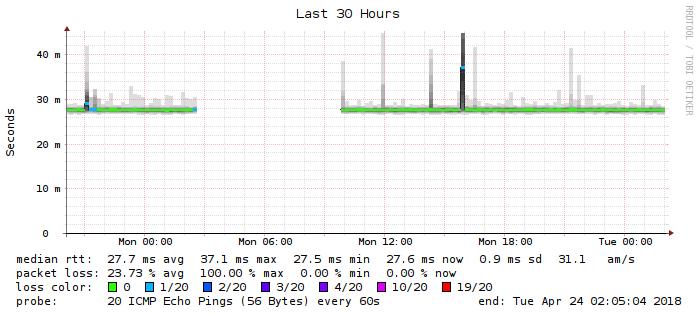 Last 30 Hours
RRDTOOL / TOBI OETIKER
Seconds
40 m
30 m
20 m
10 m
0
Mon 00:00 Mon 06:00 Mon 12:00 Mon 18:00 Tue 00:00
median rtt: 27.7 ms avg 37.1 ms max 27.5 ms min 27.6 ms now 0.9 ms sd 31.1 am/s
packet loss: 23.73 % avg 100.00 % max 0.00 % min 0.00 % now
loss color: 0 1/20 2/20 3/20 4/20 10/20 19/20
probe: 20 ICMP Echo Pings (56 Bytes) every 60s end: Tue Apr 24 02:05:04 2018